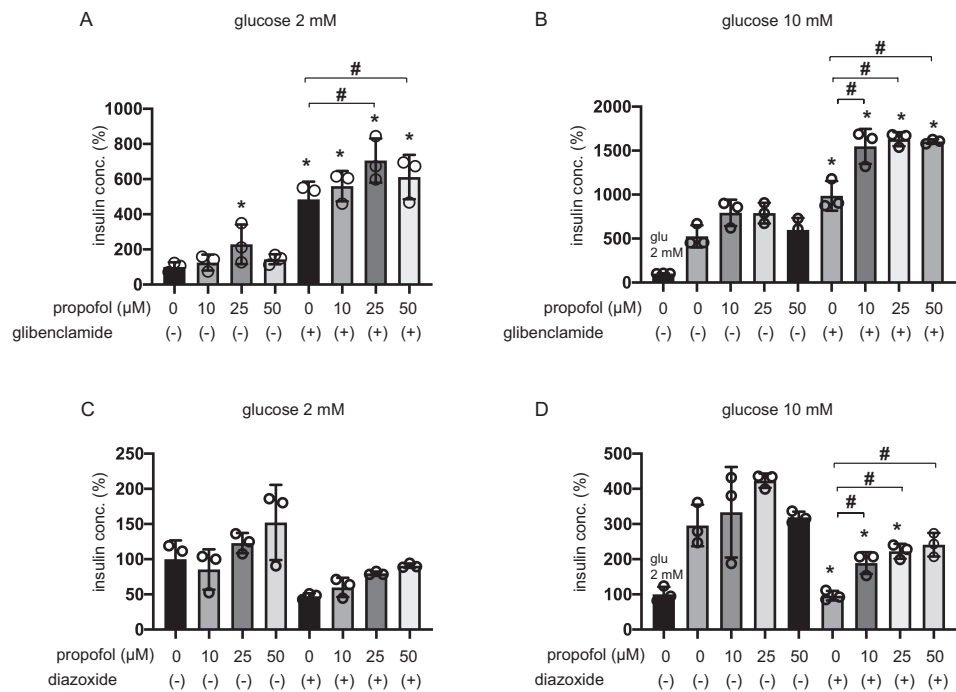 A
glucose 2 mM
#
#
1000
800
600
400
200
0
insulin conc. (%)
*
*
*
*
*
propofol (µM) 0 10 25 50 0 10 25 50
glibenclamide (-) (-) (-) (-) (+) (+) (+) (+)
B
glucose 10 mM
#
#
#
2000
1500
1000
500
0
insulin conc. (%)
glu
2 mM
*
*
*
*
propofol (µM) 0 0 10 25 50 0 10 25 50
glibenclamide (-) (-) (-) (-) (-) (+) (+) (+) (+)
C
glucose 2 mM
250
200
150
100
50
0
insulin conc. (%)
propofol (µM) 0 10 25 50 0 10 25 50
diazoxide (-) (-) (-) (-) (+) (+) (+) (+)
D
glucose 10 mM
#
#
#
500
400
300
200
100
0
insulin conc. (%)
glu
2 mM
*
*
*
propofol (µM) 0 0 10 25 50 0 10 25 50
diazoxide (-) (-) (-) (-) (-) (+) (+) (+) (+)